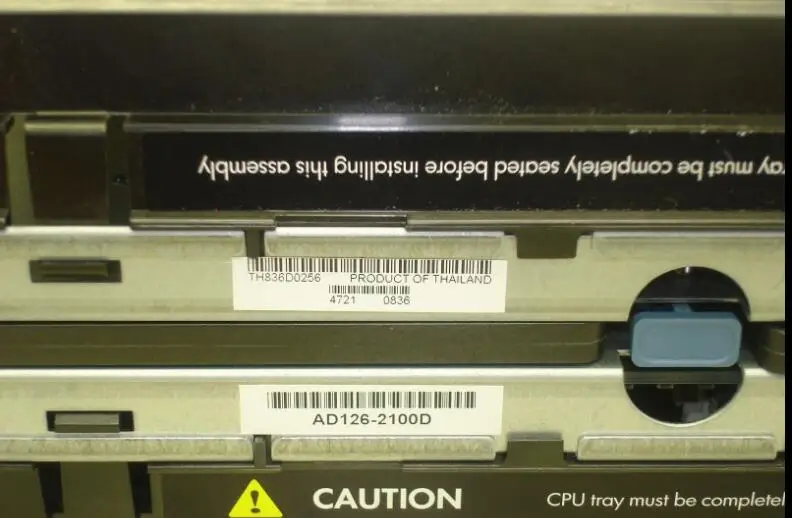 ray must be completely seated before installing this assembly
TH836D0256 PRODUCT OF THAILAND
4721 0836
AD126-2100D
CAUTION CPU tray must be complete